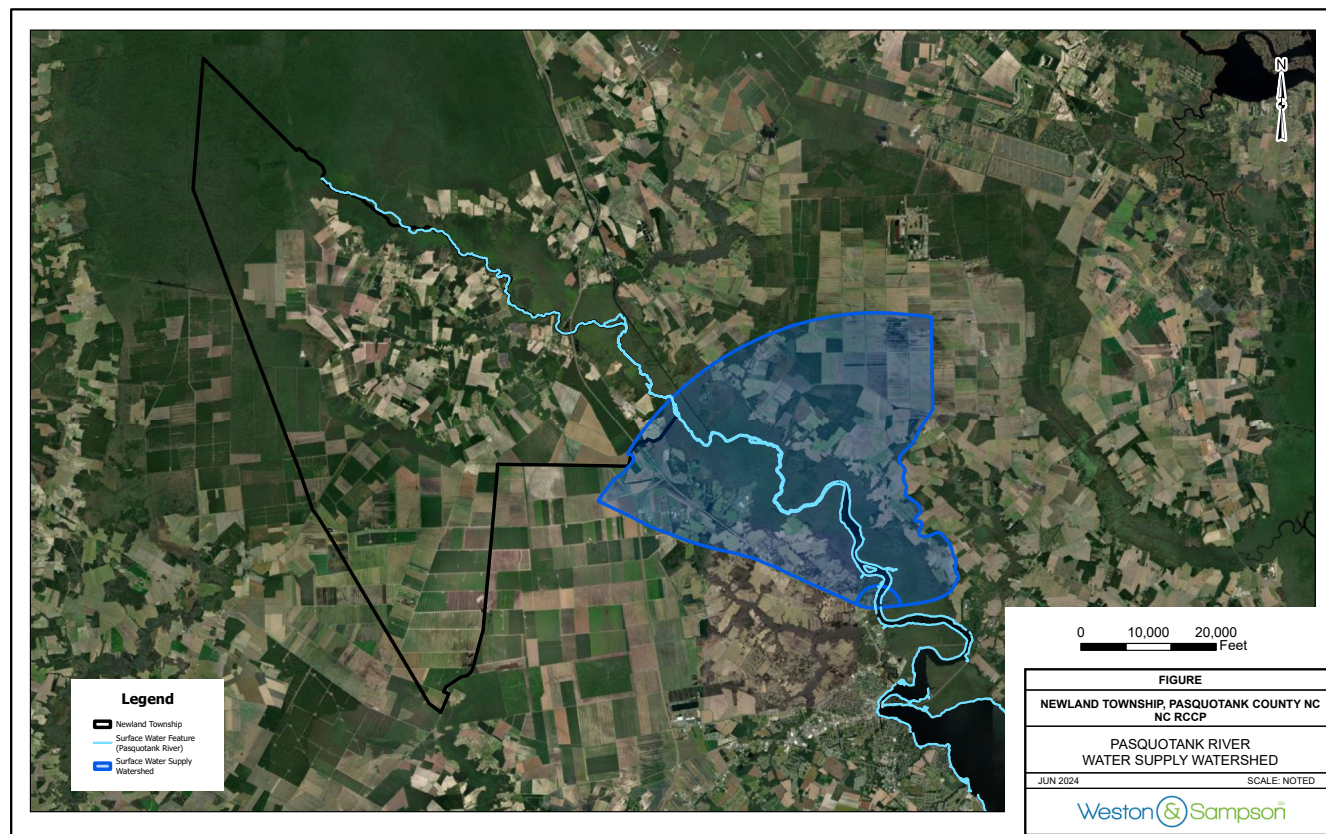 N
0 10,000 20,000
Feet
Legend
Newland Township
Surface Water Feature
(Pasquotank River)
Surface Water Supply
Watershed
FIGURE
NEWLAND TOWNSHIP, PASQUOTANK COUNTY NC
NC RCCP
PASQUOTANK RIVER
WATER SUPPLY WATERSHED
JUN 2024 SCALE: NOTED
Weston & Sampson